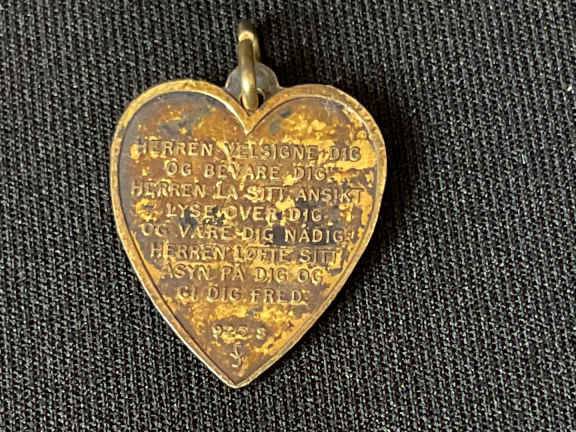 HERREN VELSIGNE DIG
OG BEVARE DIG.
HERREN LA SITT ANSIKT
LYSE OVER DIG
OG VÆRE DIG NÅDIG.
HERREN LØFTE SITT
ÅSYN PÅ DIG OG
GI DIG FRED.
925·S